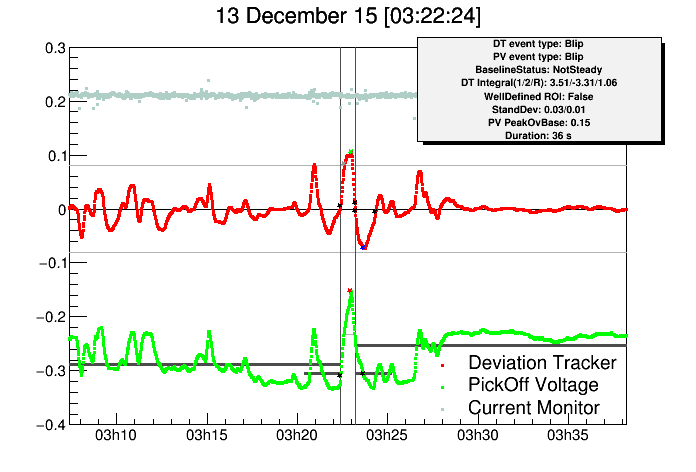 13 December 15 [03:22:24]
DT event type: Blip
PV event type: Blip
BaselineStatus: NotSteady
DT Integral(1/2/R): 3.51/-3.31/1.06
WellDefined ROI: False
StandDev: 0.03/0.01
PV PeakOvBase: 0.15
Duration: 36 s
0.3
0.2
0.1
0
−0.1
−0.2
−0.3
−0.4
Deviation Tracker
PickOff Voltage
Current Monitor
03h10 03h15 03h20 03h25 03h30 03h35